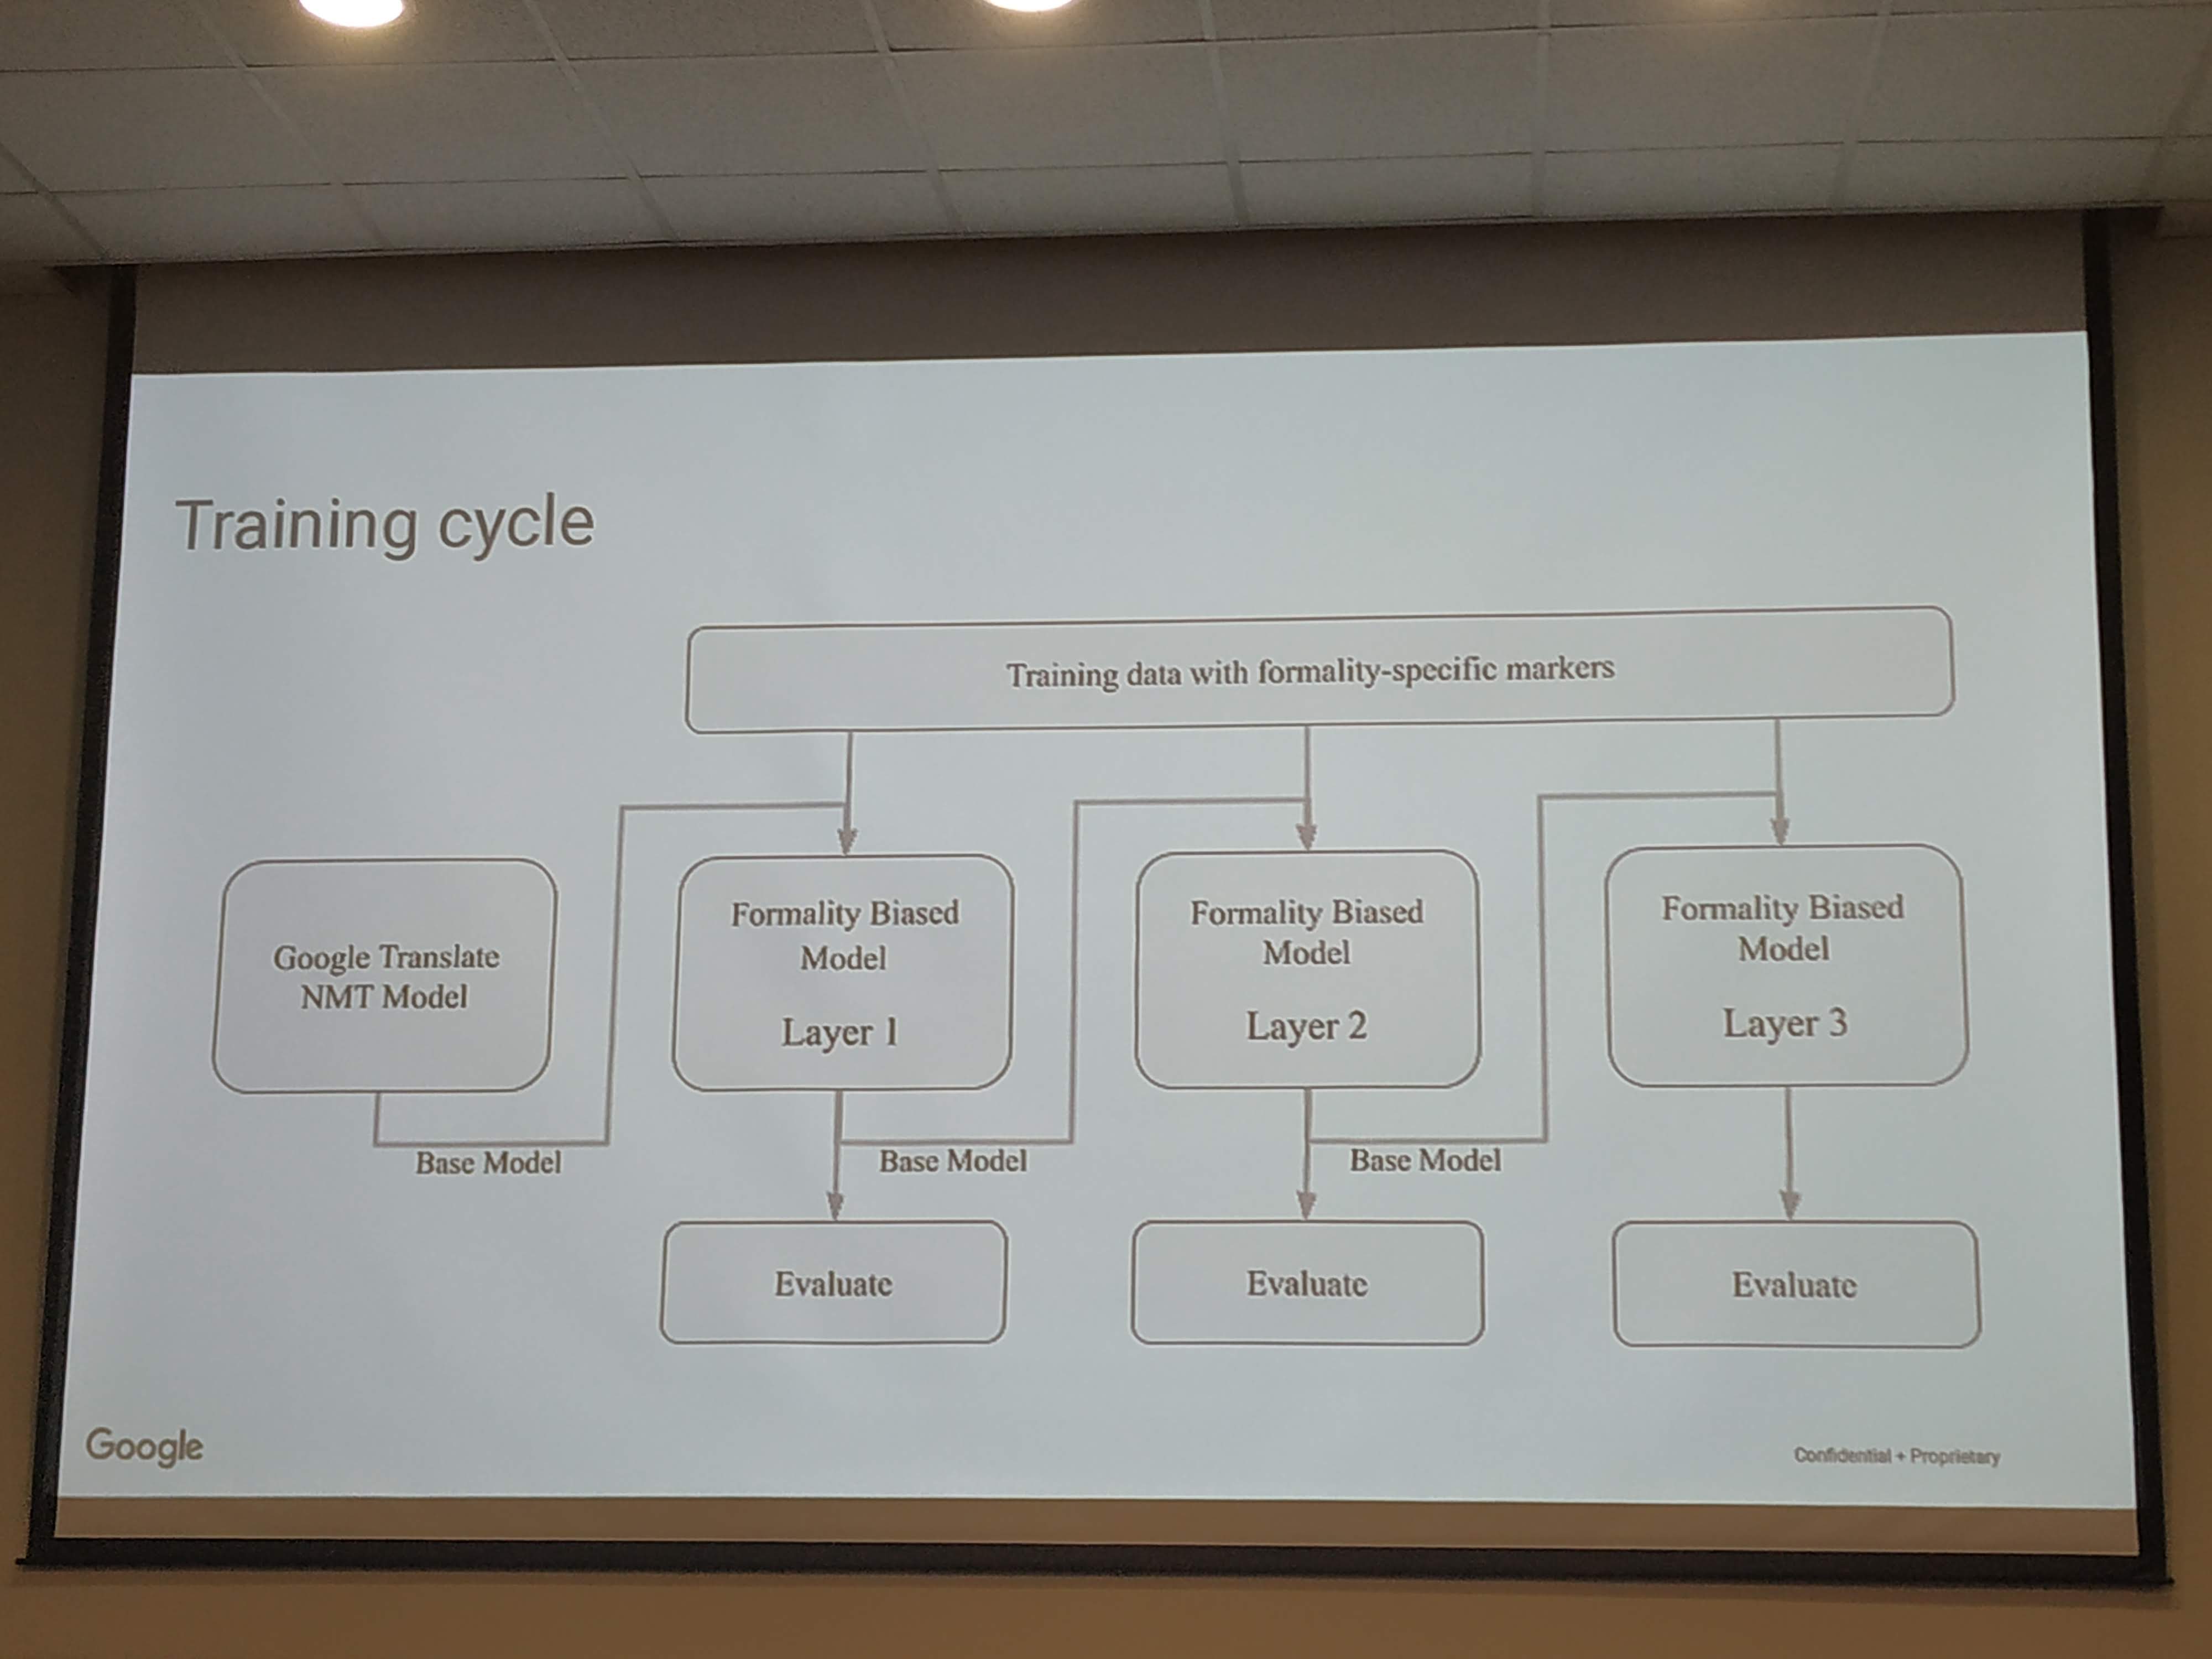 Training cycle
Training data with formality-specific markers
Google Translate
NMT Model
Formality Biased
Model
Layer 1
Formality Biased
Model
Layer 2
Formality Biased
Model
Layer 3
Base Model
Base Model
Base Model
Evaluate
Evaluate
Evaluate
Google
Confidential + Proprietary